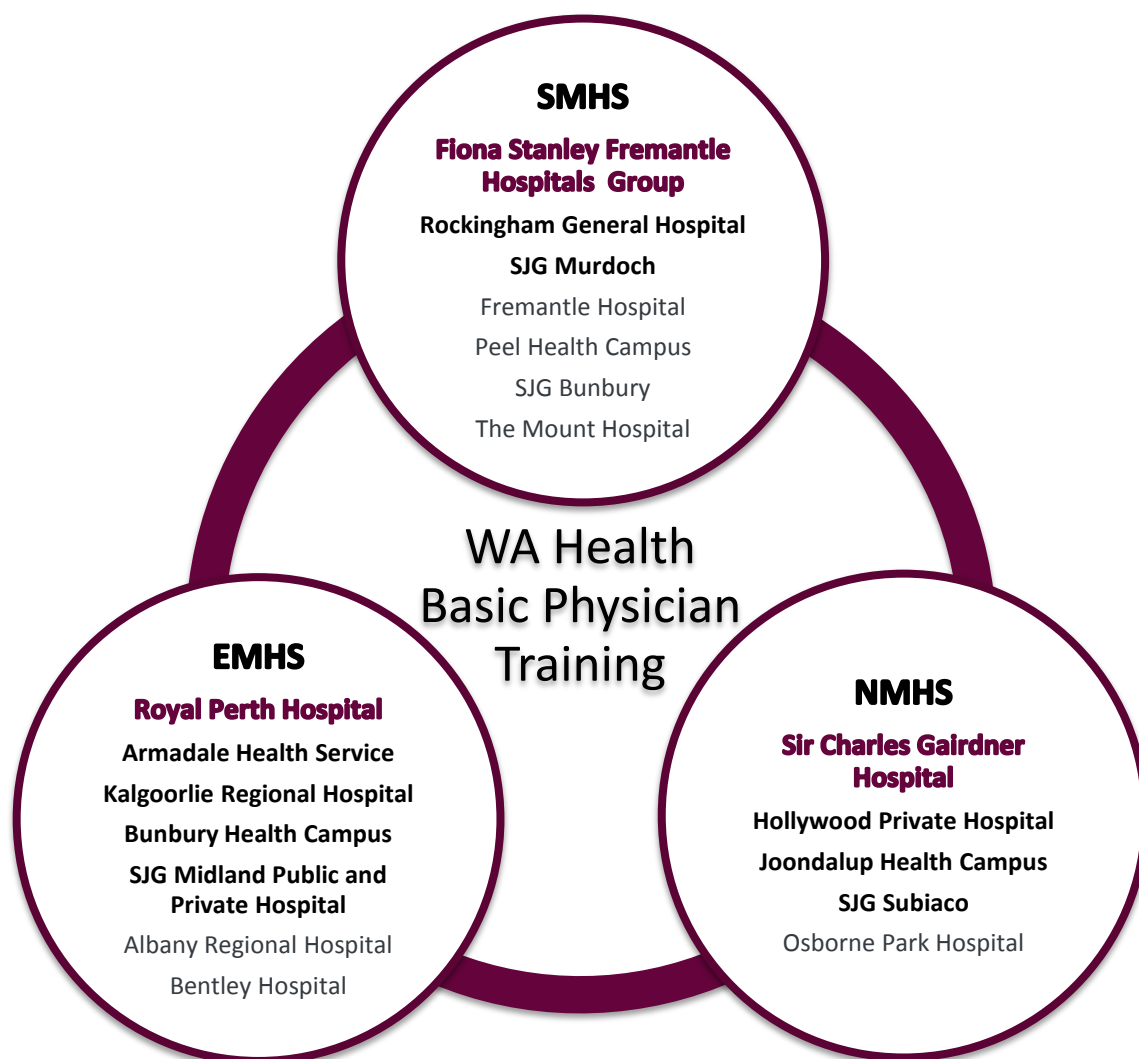 SMHS
Fiona Stanley Fremantle
Hospitals Group
Rockingham General Hospital
SJG Murdoch
Fremantle Hospital
Peel Health Campus
SJG Bunbury
The Mount Hospital
WA Health
Basic Physician
Training
EMHS
Royal Perth Hospital
Armadale Health Service
Kalgoorlie Regional Hospital
Bunbury Health Campus
SJG Midland Public and
Private Hospital
Albany Regional Hospital
Bentley Hospital
NMHS
Sir Charles Gairdner
Hospital
Hollywood Private Hospital
Joondalup Health Campus
SJG Subiaco
Osborne Park Hospital